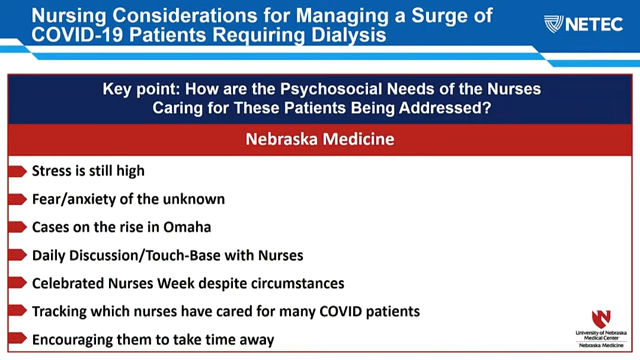 Nursing Considerations for Managing a Surge of
COVID-19 Patients Requiring Dialysis
NETEC
Key point: How are the Psychosocial Needs of the Nurses
Caring for These Patients Being Addressed?
Nebraska Medicine
Stress is still high
Fear/anxiety of the unknown
Cases on the rise in Omaha
Daily Discussion/Touch-Base with Nurses
Celebrated Nurses Week despite circumstances
Tracking which nurses have cared for many COVID patients
Encouraging them to take time away
N
University of Nebraska
Medical Center
Nebraska Medicine